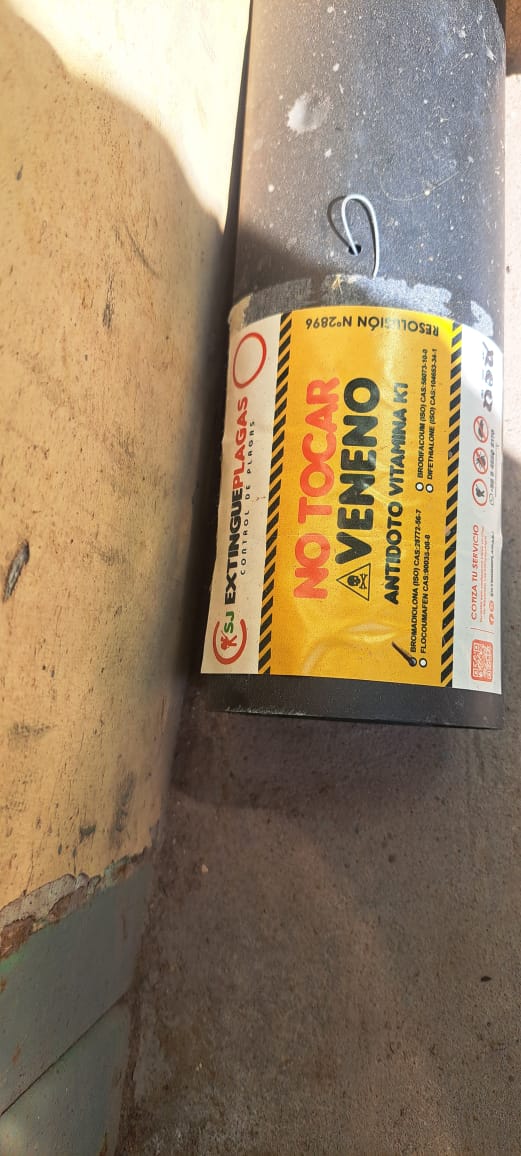 SJ EXTINGUEPLAGAS
CONTROL DE PLAGAS
NO TOCAR
VENENO
ANTIDOTO VITAMINA K1
BROMADIOLONA (ISO) CAS:28772-56-7
FLOCOUMAFEN CAS:90035-08-8
BRODIFACOUM (ISO) CAS:56073-10-0
DIFETHIALONE (ISO) CAS:104653-34-1
RESOLUCIÓN Nº2896
COTIZA TU SERVICIO